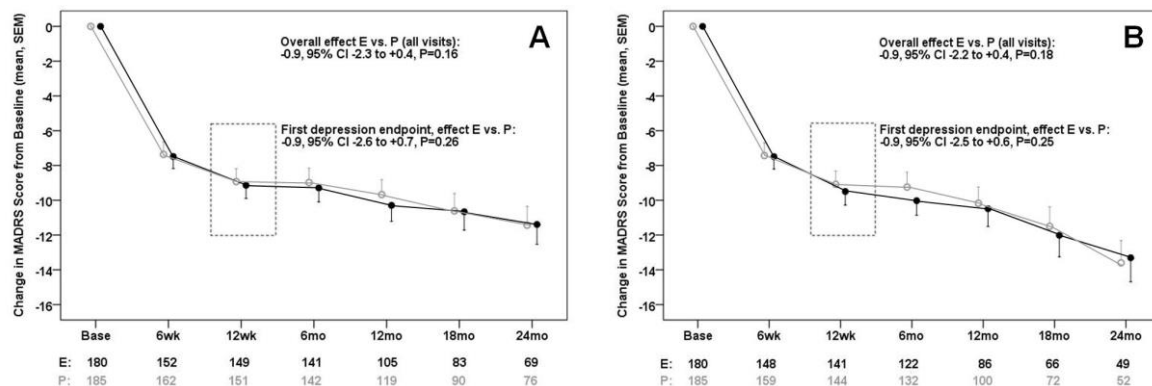 A
Overall effect E vs. P (all visits):
-0.9, 95% CI -2.3 to +0.4, P=0.16
First depression endpoint, effect E vs. P:
-0.9, 95% CI -2.6 to +0.7, P=0.26
Change in MADRS Score from Baseline (mean, SEM)
0
-2
-4
-6
-8
-10
-12
-14
-16
Base 6wk 12wk 6mo 12mo 18mo 24mo
E: 180 152 149 141 105 83 69
P: 185 162 151 142 119 90 76
B
Overall effect E vs. P (all visits):
-0.9, 95% CI -2.2 to +0.4, P=0.18
First depression endpoint, effect E vs. P:
-0.9, 95% CI -2.5 to +0.6, P=0.25
Change in MADRS Score from Baseline (mean, SEM)
0
-2
-4
-6
-8
-10
-12
-14
-16
Base 6wk 12wk 6mo 12mo 18mo 24mo
E: 180 148 141 122 86 66 49
P: 185 159 144 132 100 72 52